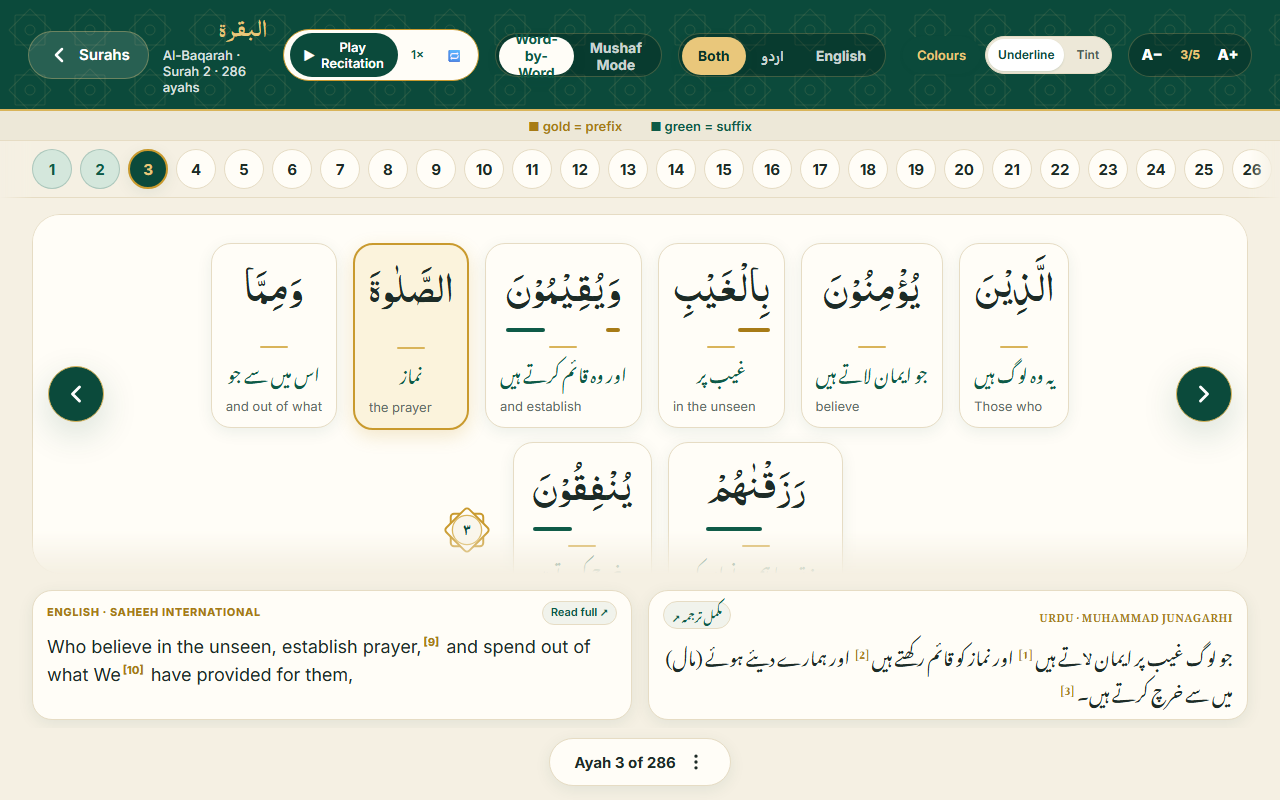 البقرة
Surahs
Al-Baqarah ·
Surah 2 · 286
ayahs
▶ Play
Recitation
1×
Word-
by-
Word
Mushaf
Mode
Both
اردو
English
Colours
Underline
Tint
A−
3/5
A+
■ gold = prefix
■ green = suffix
1 2 3 4 5 6 7 8 9 10 11 12 13 14 15 16 17 18 19 20 21 22 23 24 25 26
الَّذِيْنَ
یہ وہ لوگ ہیں
Those who
يُؤْمِنُوْنَ
جو ایمان لاتے ہیں
believe
بِالْغَيْبِ
غیب پر
in the unseen
وَيُقِيْمُوْنَ
اور وہ قائم کرتے ہیں
and establish
الصَّلٰوةَ
نماز
the prayer
وَمِمَّا
اس میں سے جو
and out of what
رَزَقْنٰهُمْ
يُنْفِقُوْنَ
٣
ENGLISH · SAHEEH INTERNATIONAL
Read full ↗
Who believe in the unseen, establish prayer,[9] and spend out of
what We[10] have provided for them,
URDU · MUHAMMAD JUNAGARHI
مکمل ترجمہ ↗
جو لوگ غیب پر ایمان ﻻتے ہیں [1] اور نماز کو قائم رکھتے ہیں [2] اور ہمارے دیئے ہوئے (مال)
میں سے خرچ کرتے ہیں۔ [3]
Ayah 3 of 286